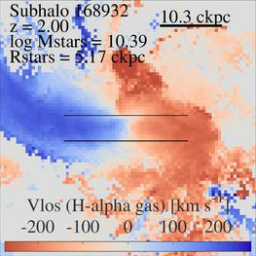 Subhalo 168932
10.3 ckpc
z = 2.00
log Mstars = 10.39
Rstars = 5.17 ckpc
Vlos (H-alpha gas) [km s⁻¹]
-200 -100 0 100 200